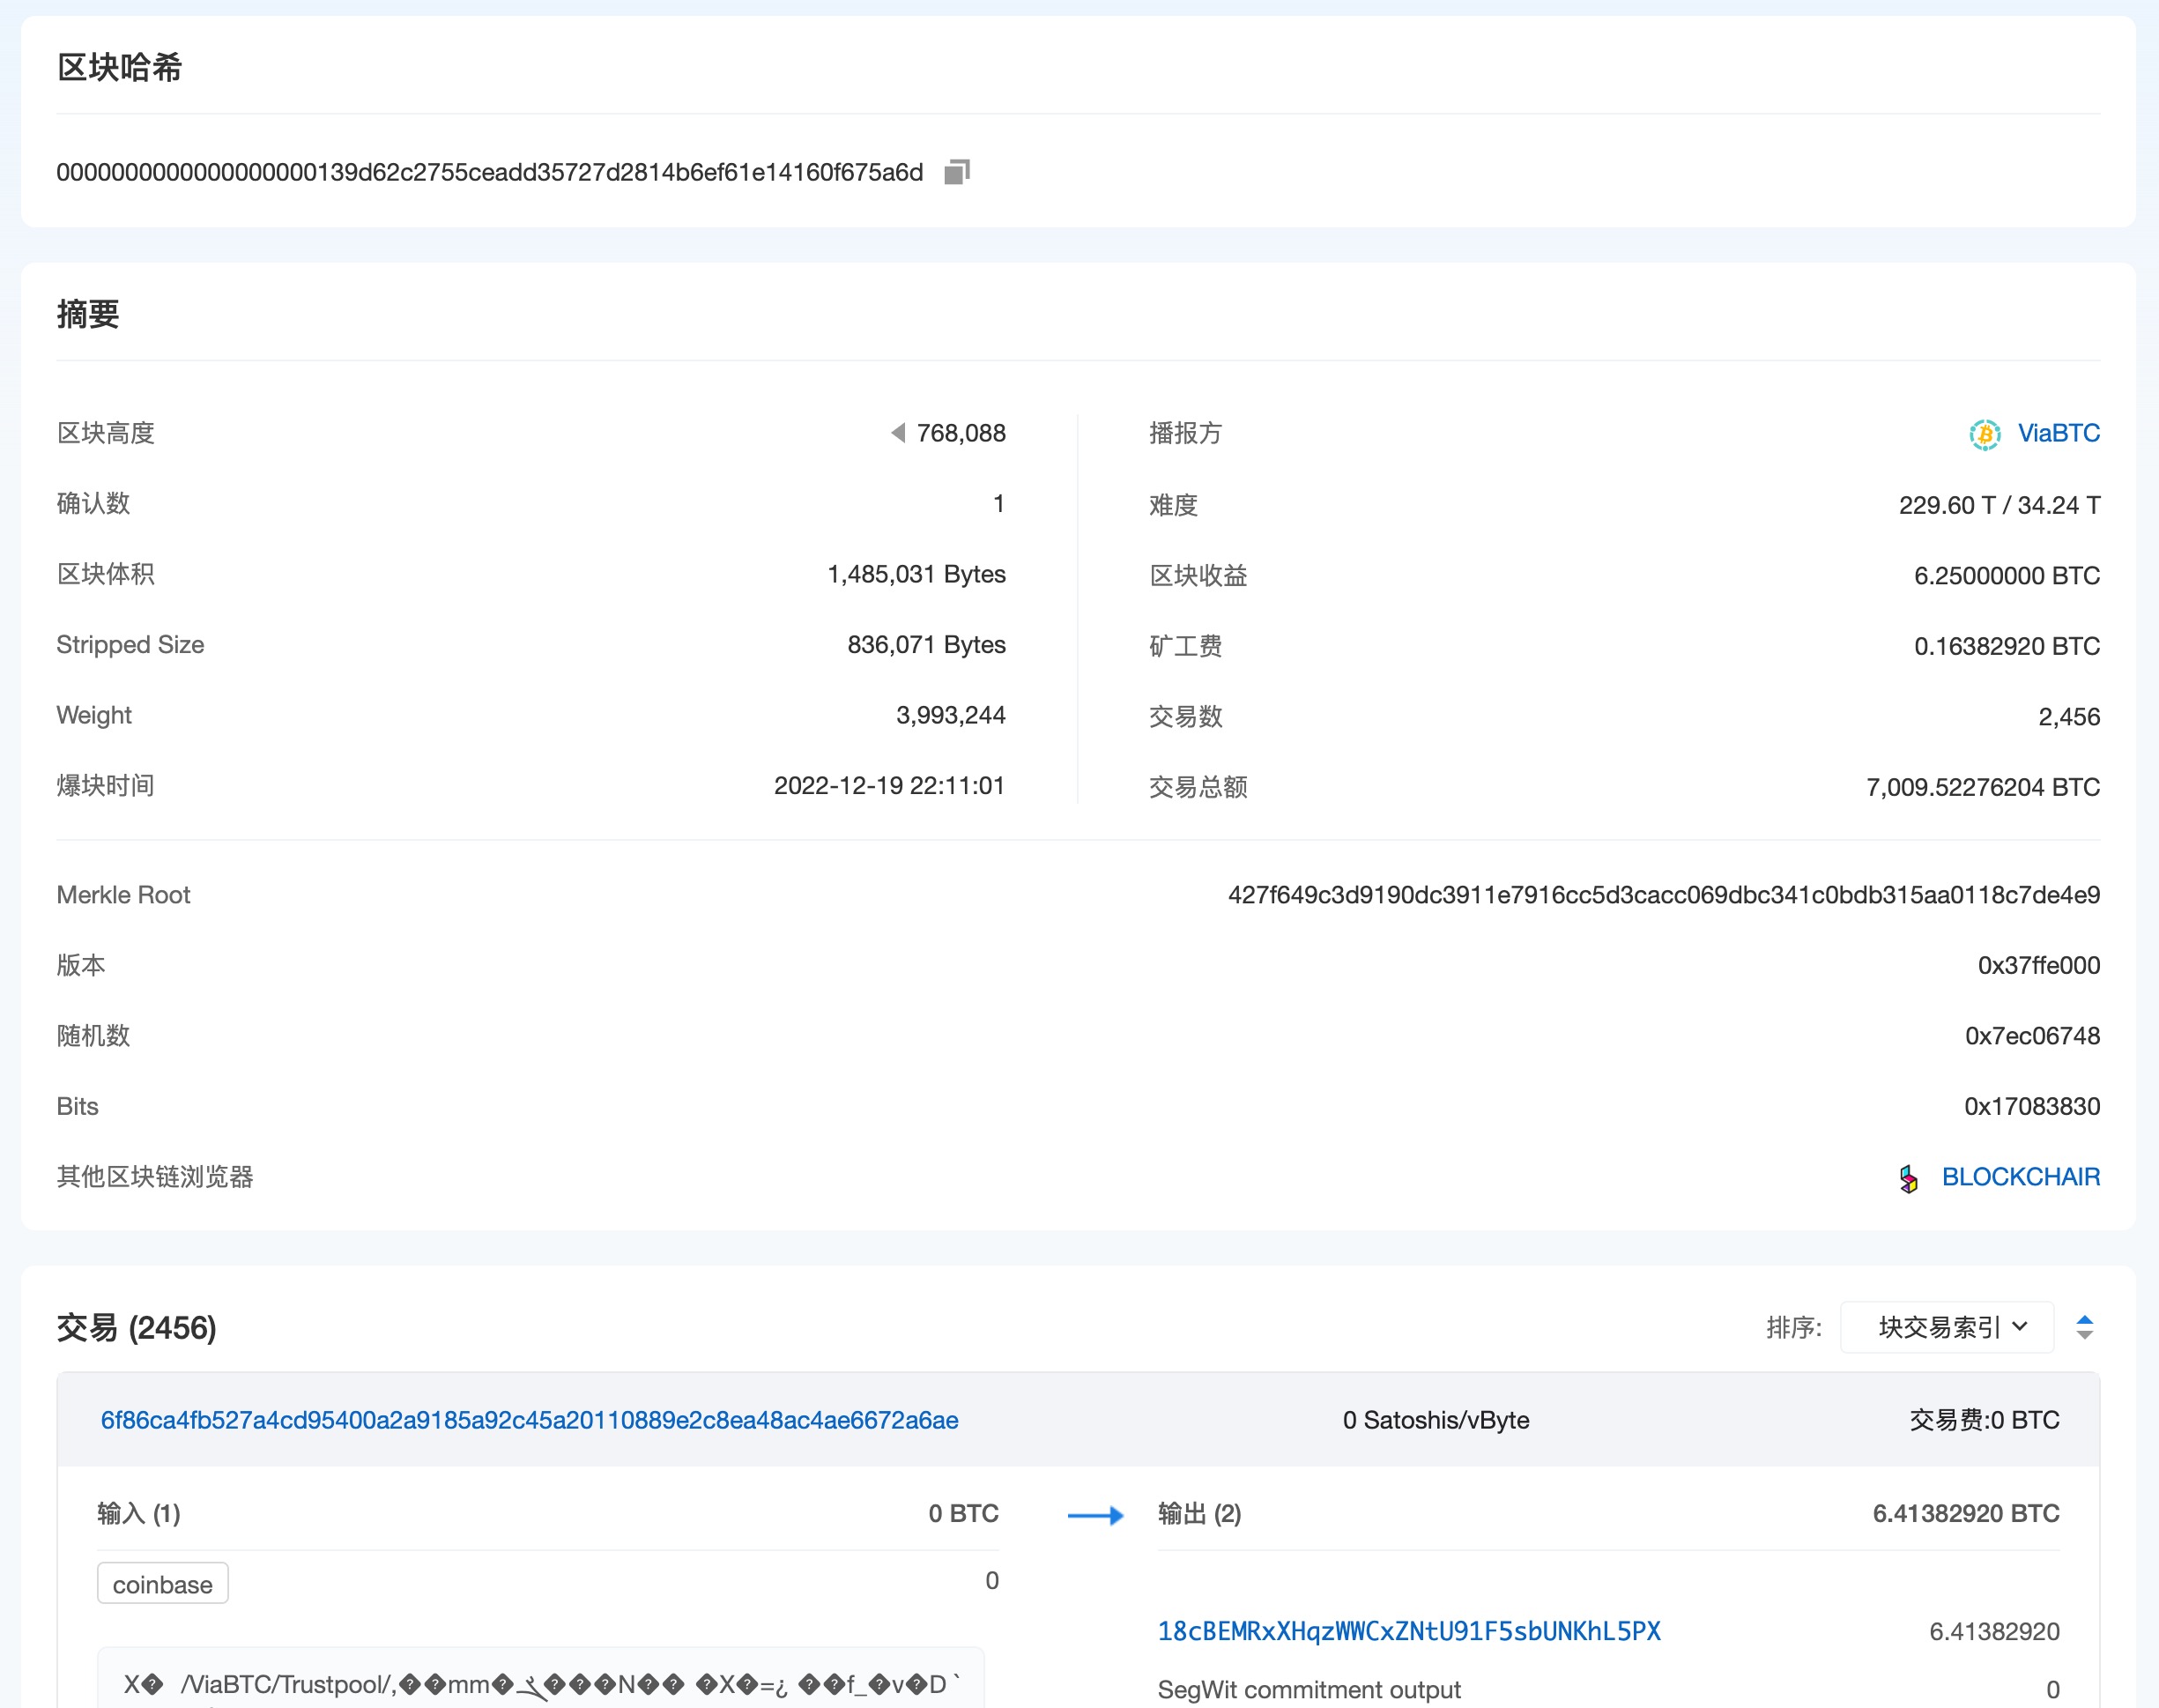 区块哈希
0000000000000000000139d62c2755ceadd35727d2814b6ef61e14160f675a6d
摘要
区块高度 768,088
确认数 1
区块体积 1,485,031 Bytes
Stripped Size 836,071 Bytes
Weight 3,993,244
爆块时间 2022-12-19 22:11:01
播报方 ViaBTC
难度 229.60 T / 34.24 T
区块收益 6.25000000 BTC
矿工费 0.16382920 BTC
交易数 2,456
交易总额 7,009.52276204 BTC
Merkle Root 427f649c3d9190dc3911e7916cc5d3cacc069dbc341c0bdb315aa0118c7de4e9
版本 0x37ffe000
随机数 0x7ec06748
Bits 0x17083830
其他区块链浏览器 BLOCKCHAIR
交易 (2456)
排序: 块交易索引
6f86ca4fb527a4cd95400a2a9185a92c45a20110889e2c8ea48ac4ae6672a6ae 0 Satoshis/vByte 交易费:0 BTC
输入 (1) 0 BTC
coinbase 0
X� /ViaBTC/Trustpool/,��mm�
输出 (2) 6.41382920 BTC
18cBEMRxXHqzWWCxZNtU91F5sbUNKhL5PX 6.41382920
SegWit commitment output 0